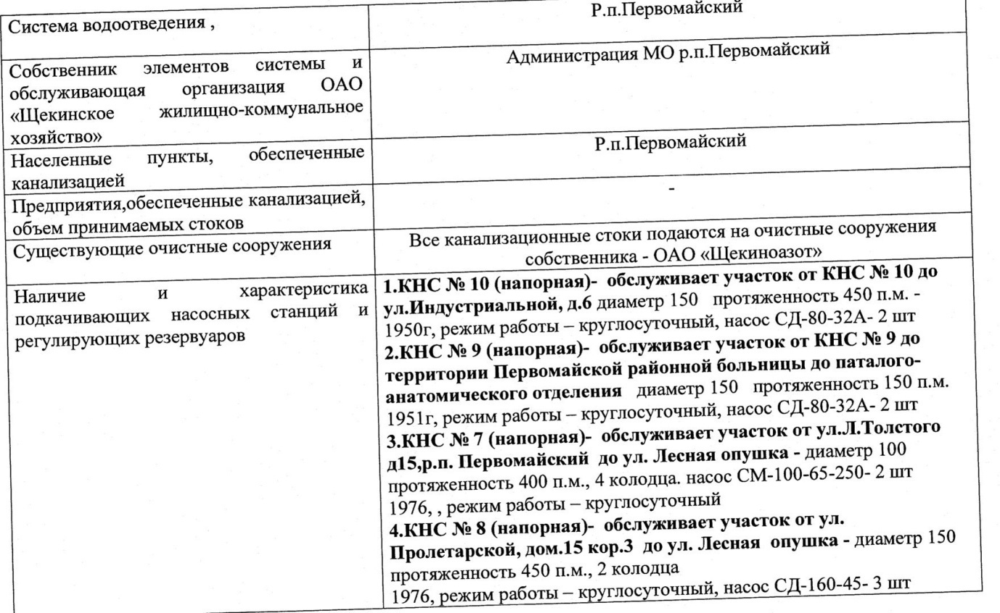 Система водоотведения ,
Р.п.Первомайский
Собственник элементов системы и
обслуживающая организация ОАО
«Щекинское жилищно-коммунальное
хозяйство»
Администрация МО р.п.Первомайский
Населенные пункты, обеспеченные
канализацией
Р.п.Первомайский
Предприятия,обеспеченные канализацией,
объем принимаемых стоков
-
Существующие очистные сооружения
Все канализационные стоки подаются на очистные сооружения
собственника - ОАО «Щекиноазот»
Наличие и характеристика
подкачивающих насосных станций и
регулирующих резервуаров
1.КНС № 10 (напорная)- обслуживает участок от КНС № 10 до
ул.Индустриальной, д.6 диаметр 150 протяженность 450 п.м. -
1950г, режим работы – круглосуточный, насос СД-80-32А- 2 шт
2.КНС № 9 (напорная)- обслуживает участок от КНС № 9 до
территории Первомайской районной больницы до паталого-
анатомического отделения диаметр 150 протяженность 150 п.м.
1951г, режим работы – круглосуточный, насос СД-80-32А- 2 шт
3.КНС № 7 (напорная)- обслуживает участок от ул.Л.Толстого
д15,р.п. Первомайский до ул. Лесная опушка - диаметр 100
протяженность 400 п.м., 4 колодца. насос СМ-100-65-250- 2 шт
1976, , режим работы – круглосуточный
4.КНС № 8 (напорная)- обслуживает участок от ул.
Пролетарской, дом.15 кор.3 до ул. Лесная опушка - диаметр 150
протяженность 450 п.м., 2 колодца
1976, режим работы – круглосуточный, насос СД-160-45- 3 шт